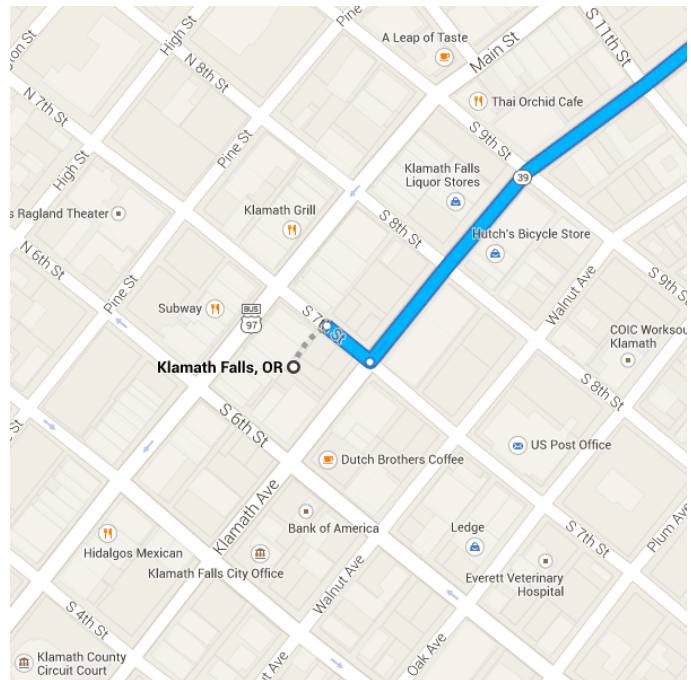 Pine St
S 11th St
High St
A Leap of Taste
Main St
N 8th St
N 7th St
Thai Orchid Cafe
S 9th St
Pine St
High St
Klamath Falls
Liquor Stores
39
s Ragland Theater
Klamath Grill
S 8th St
Hutch's Bicycle Store
N 6th St
Pine St
Walnut Ave
S 9th St
Subway
BUS
97
S 7th St
COIC Worksou
Klamath
Klamath Falls, OR
S 8th St
S 6th St
US Post Office
Dutch Brothers Coffee
Klamath Ave
Bank of America
Ledge
S 7th St
Plum Ave
Hidalgos Mexican
Klamath Falls City Office
Walnut Ave
Everett Veterinary
Hospital
S 4th St
Klamath County
Circuit Court
Oak Ave
ut Ave